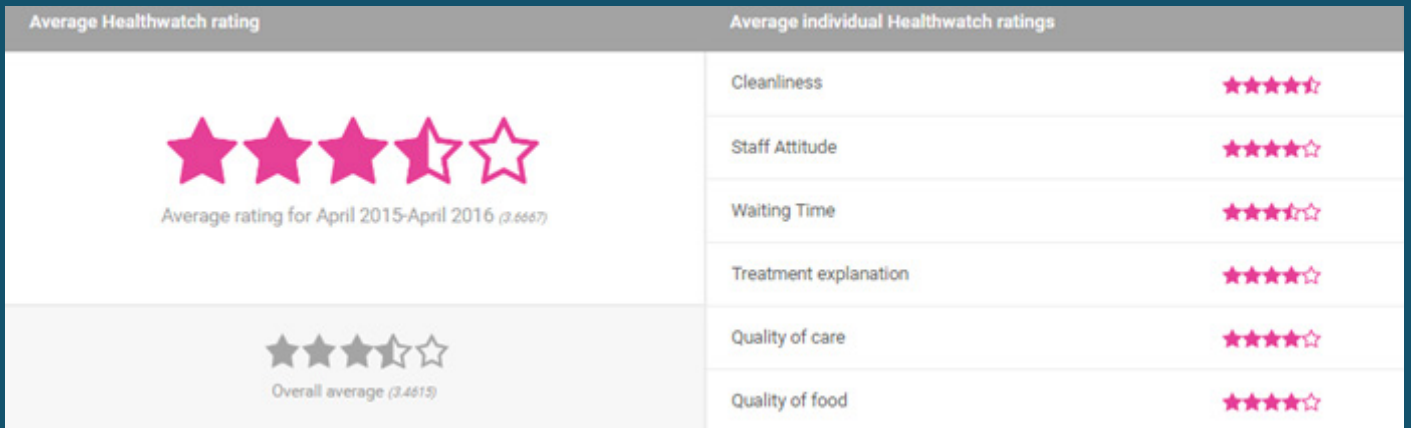 Average Healthwatch rating
Average rating for April 2015-April 2016 (3.6667)
Overall average (3.4615)
Average individual Healthwatch ratings
Cleanliness
Staff Attitude
Waiting Time
Treatment explanation
Quality of care
Quality of food